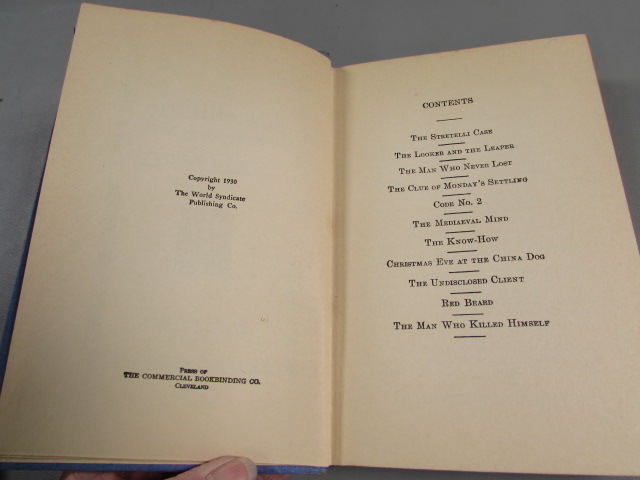 Copyright 1930
by
The World Syndicate
Publishing Co.
Press of
THE COMMERCIAL BOOKBINDING CO.
Cleveland
CONTENTS
The Stretelli Case
The Looker and the Leaper
The Man Who Never Lost
The Clue of Monday's Settling
Code No. 2
The Mediaeval Mind
The Know-How
Christmas Eve at the China Dog
The Undisclosed Client
Red Beard
The Man Who Killed Himself